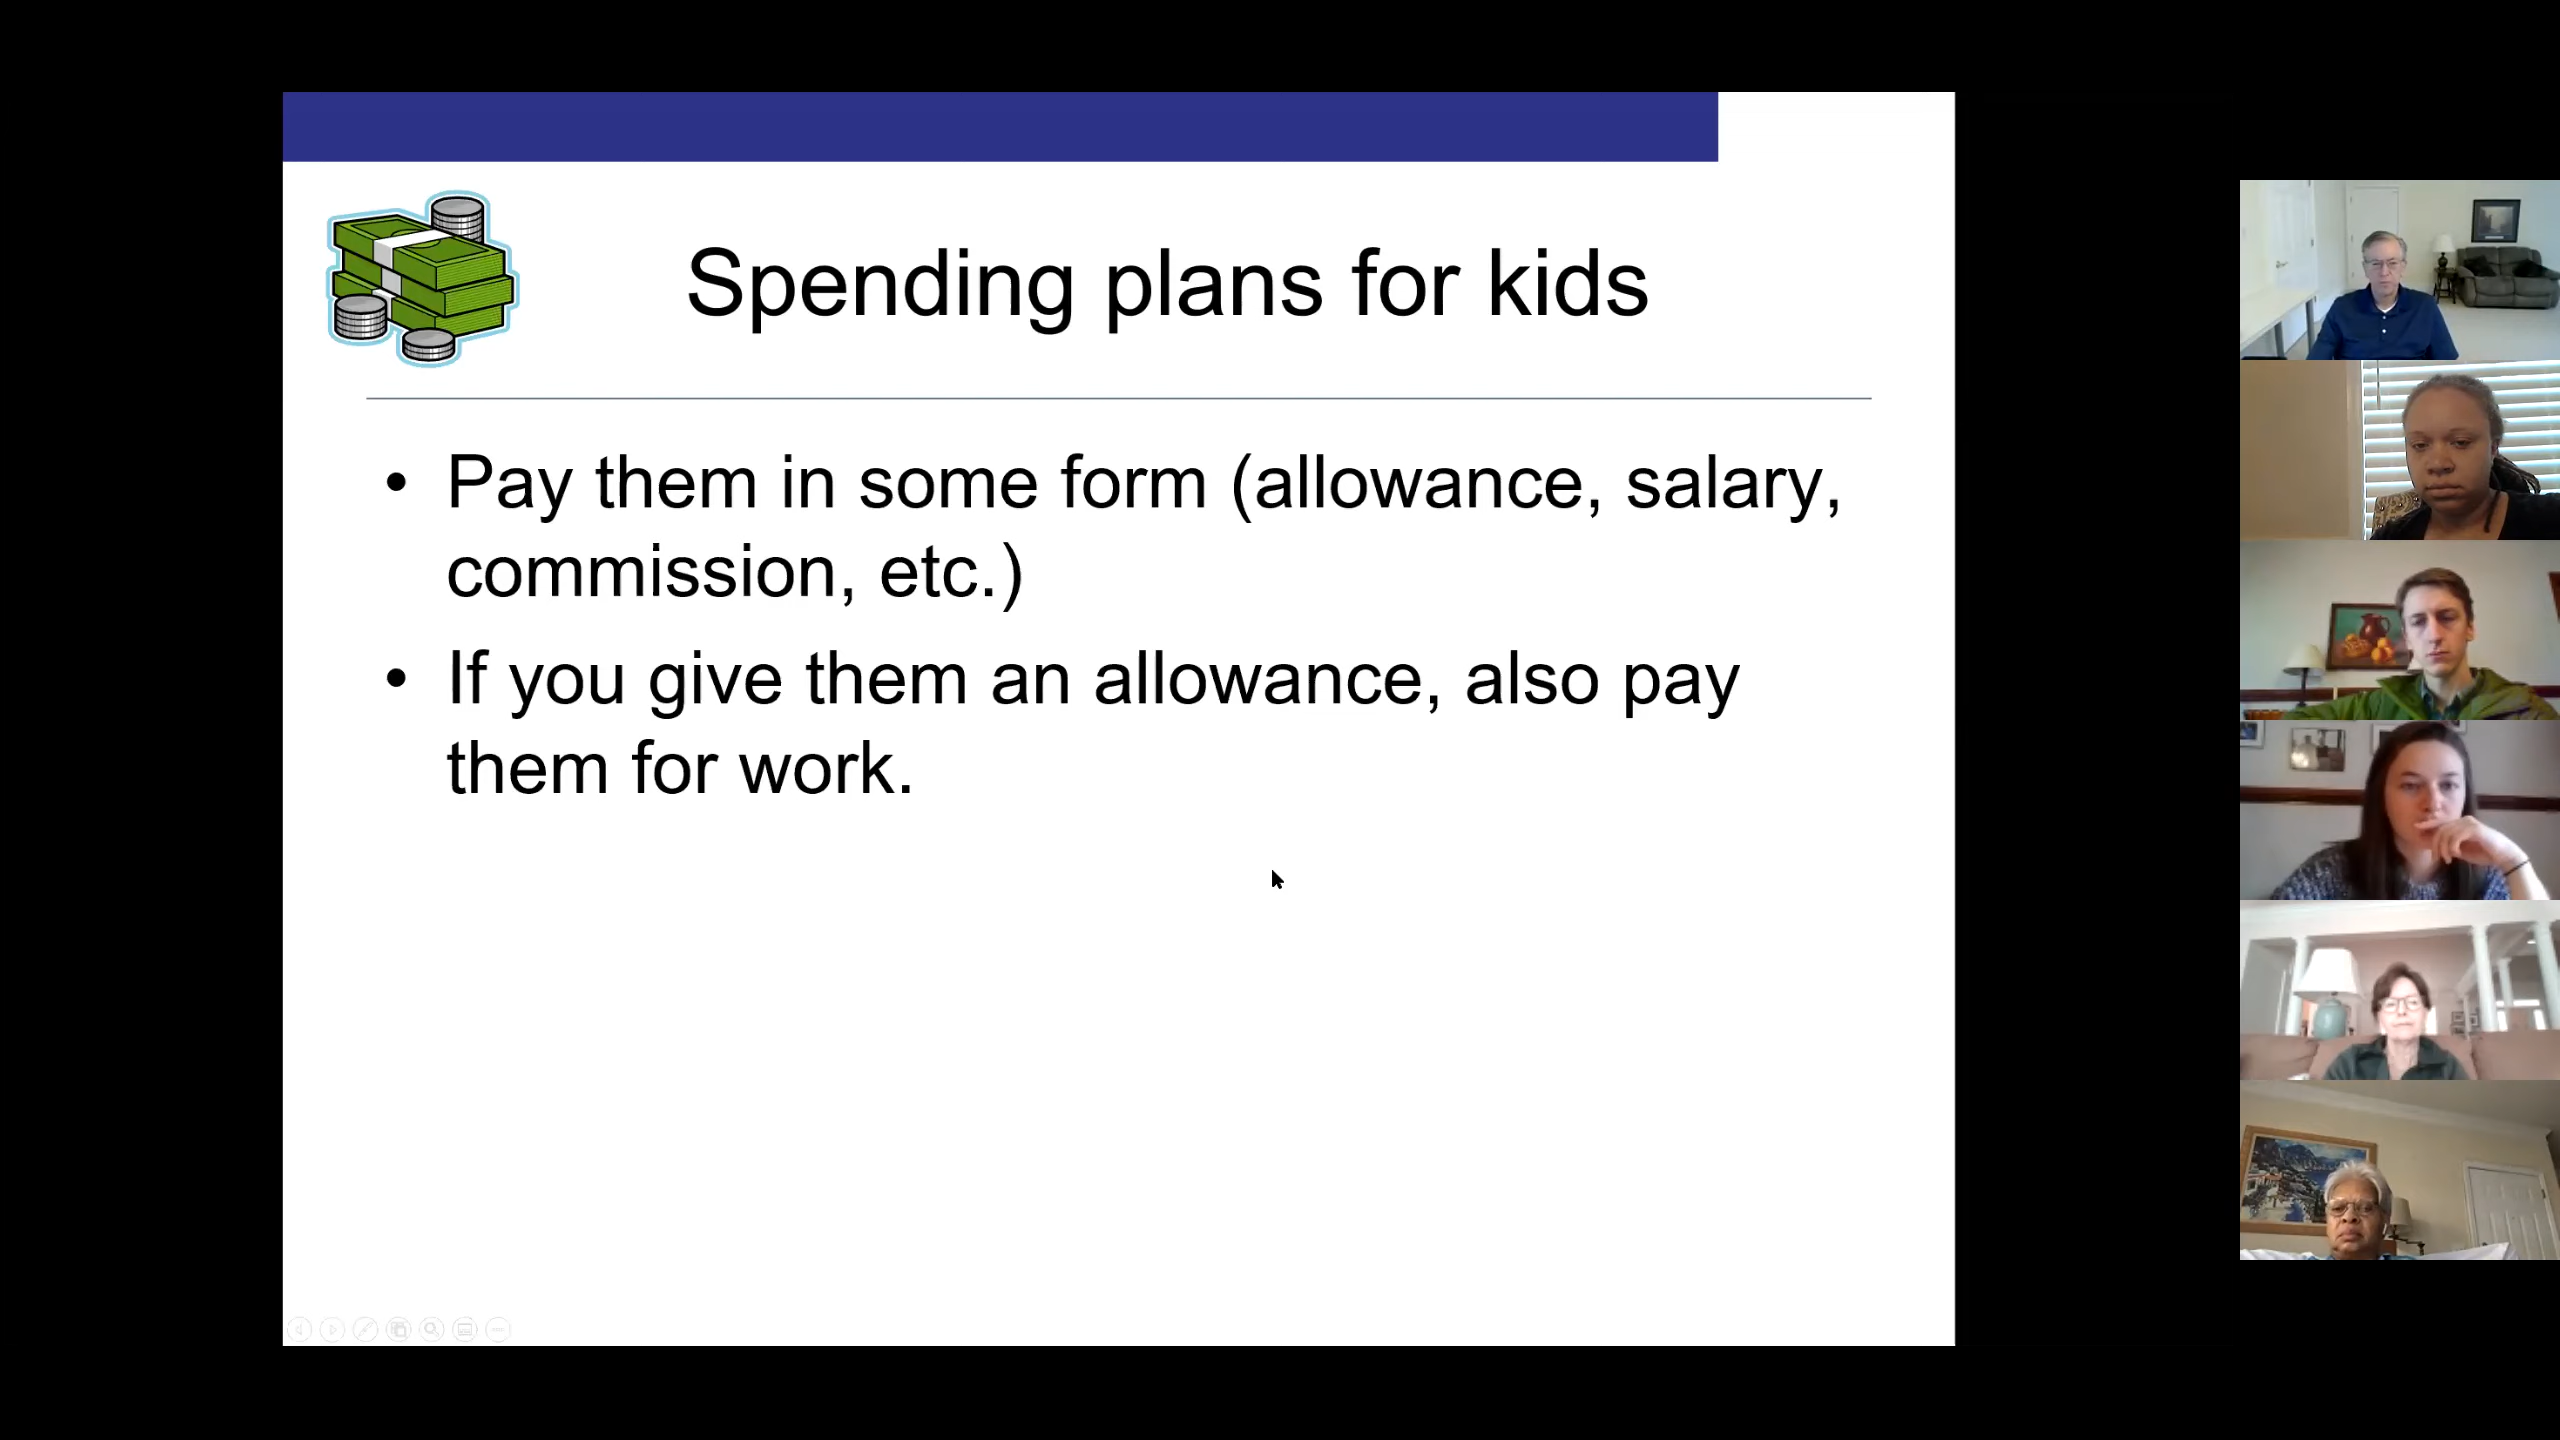 Spending plans for kids
• Pay them in some form (allowance, salary,
commission, etc.)
• If you give them an allowance, also pay
them for work.